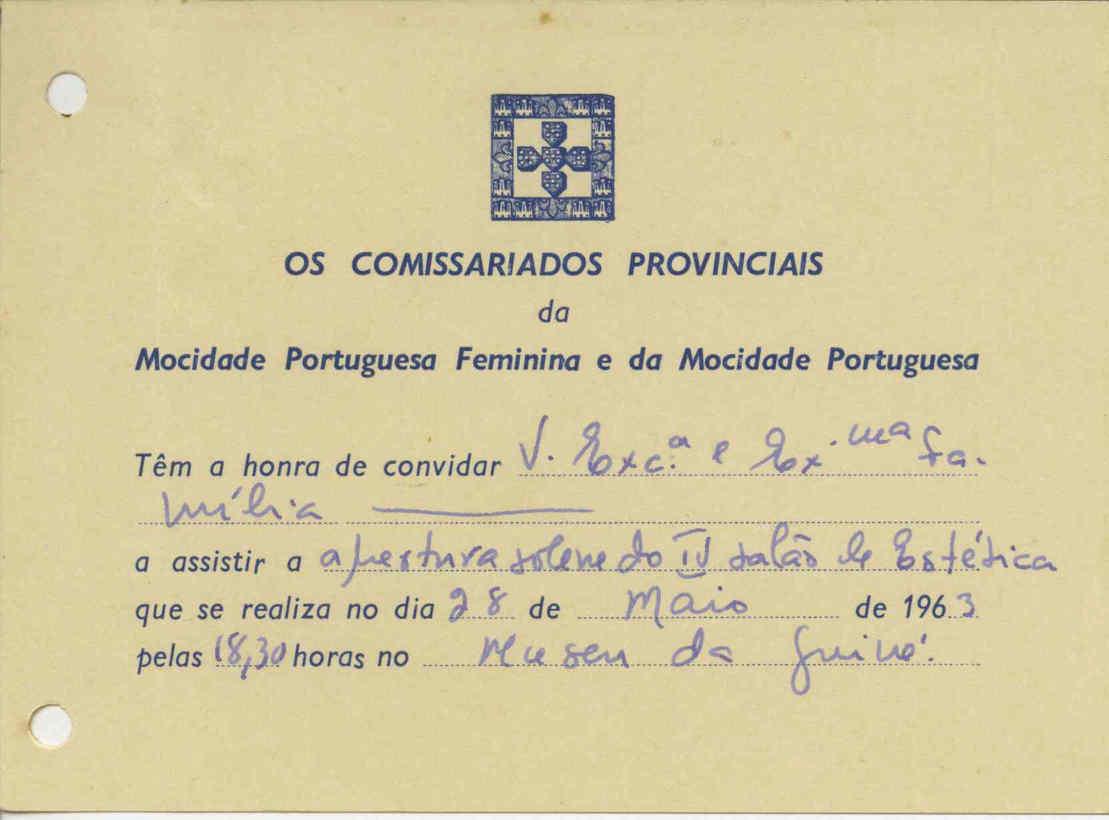 OS COMISSARIADOS PROVINCIAIS
da
Mocidade Portuguesa Feminina e da Mocidade Portuguesa
Têm a honra de convidar V. Exc.ª e Ex.ma fa-
mília
a assistir a apertura solene do IV salão de Estética
que se realiza no dia 28 de Maio de 1963
pelas 18,30 horas no Museu da Guiné.